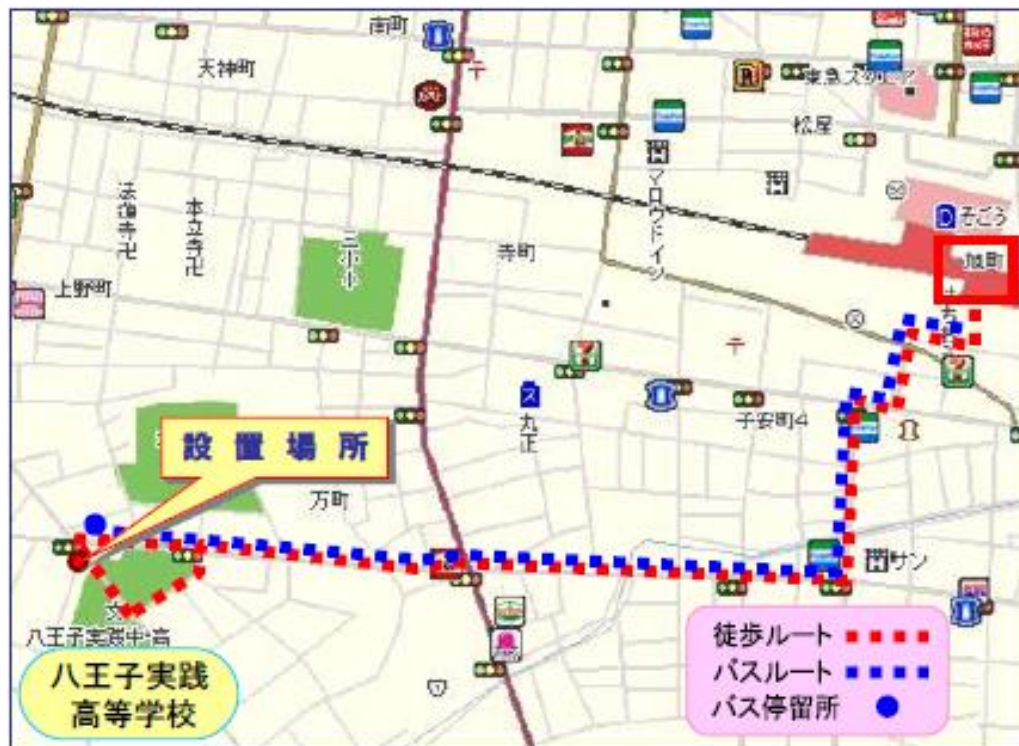 南町
天神町
東急スクエア
松屋
マロウドイン
そごう
法蓮寺卍
本立寺卍
寺町
旭町
上野町
丸正
子安町4
設置場所
万町
サン
文
八王子実践中・高
八王子実践
高等学校
徒歩ルート
バスルート
バス停留所